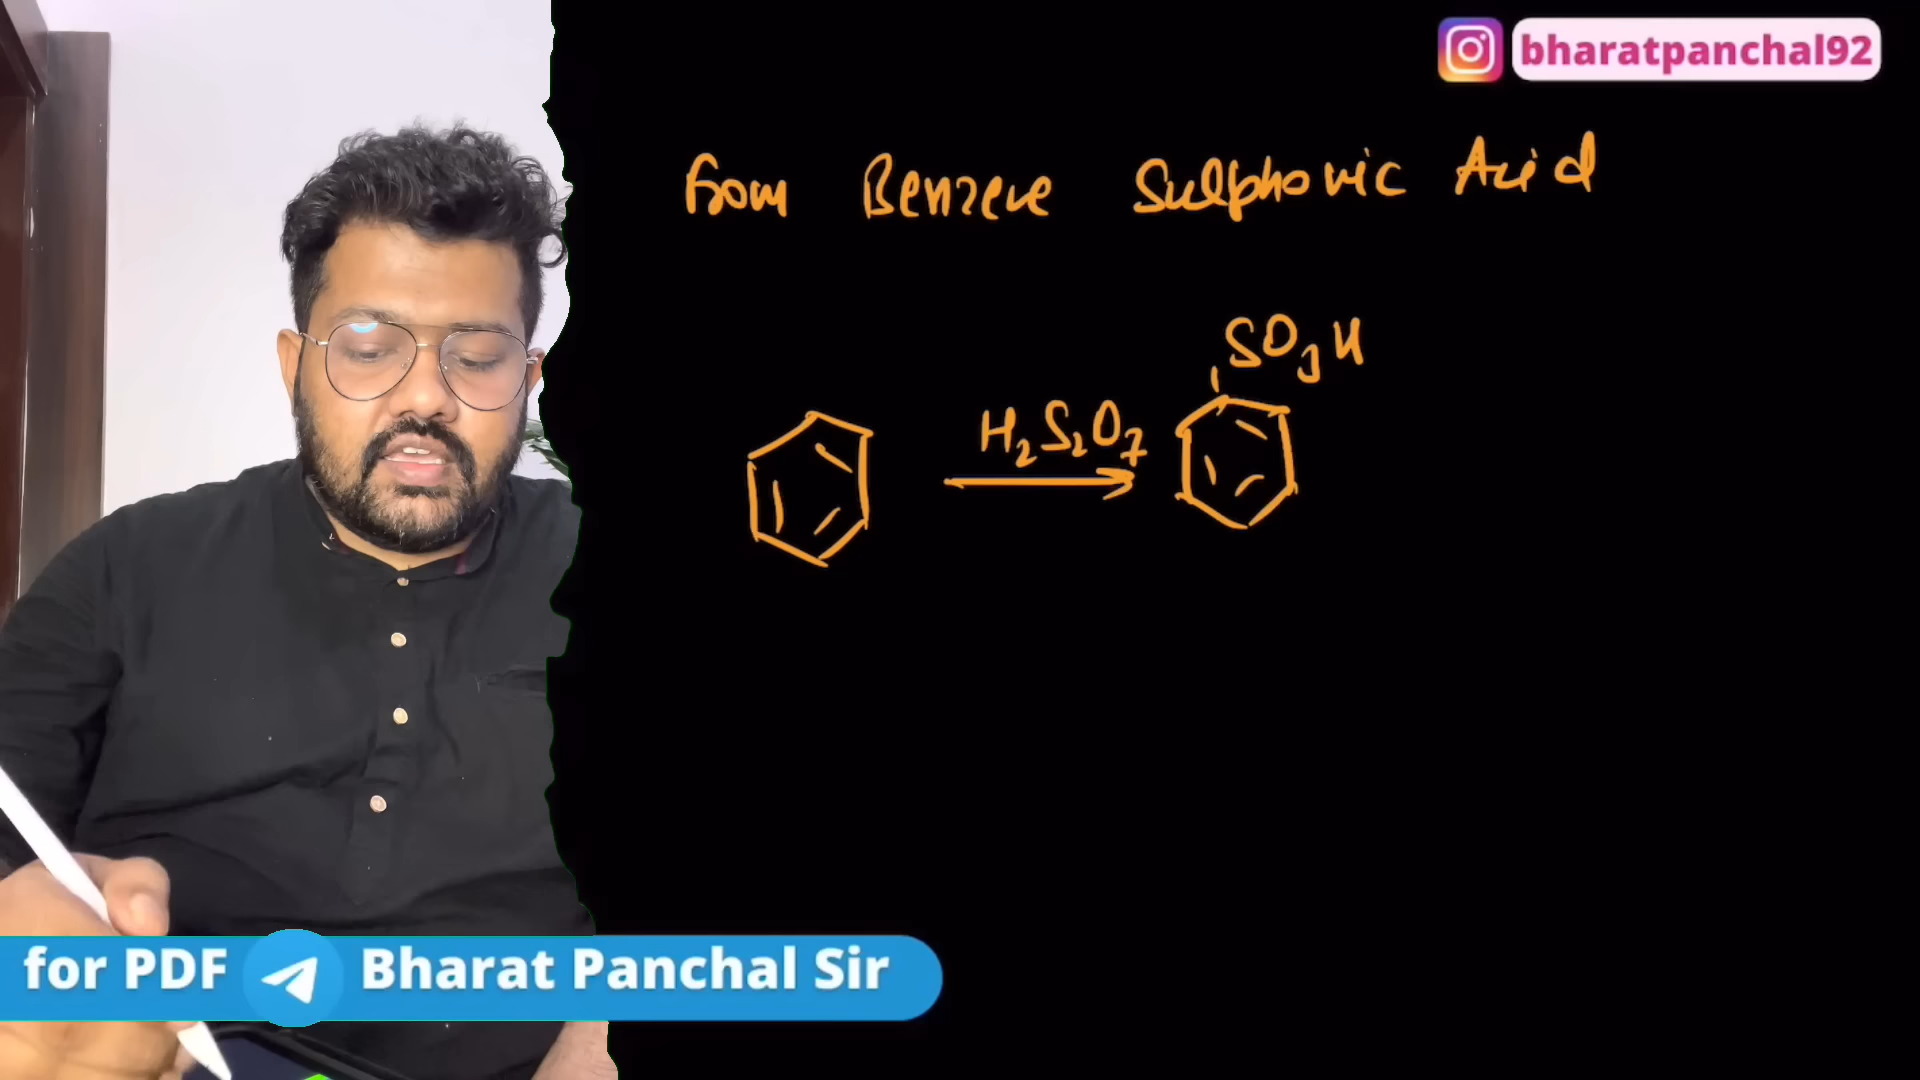 bharatpanchal92
From Benzene Sulphonic Acid
SO₃H
H₂S₂O₇
for PDF Bharat Panchal Sir